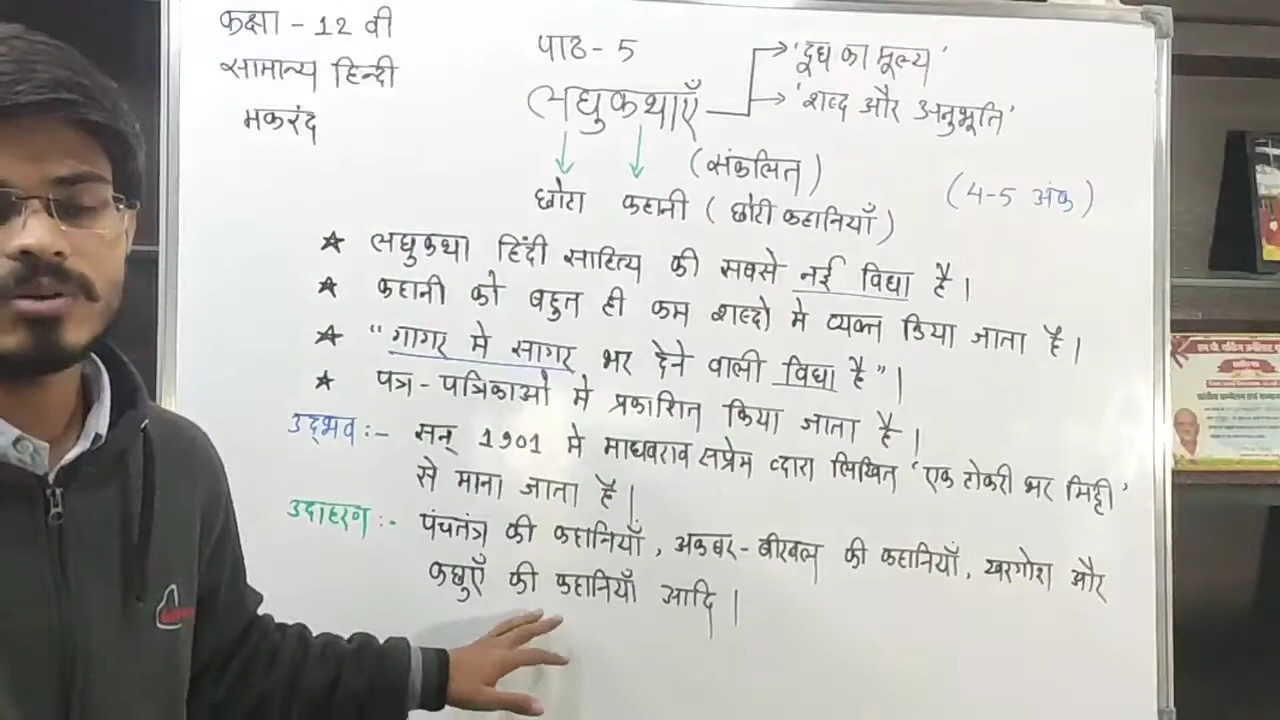 कक्षा - 12 वी
सामान्य हिन्दी
मकरंद
पाठ - 5
लघुकथाएँ
'दूध का मूल्य'
'शब्द और अनुभूति'
(संकलित)
(4-5 अंक)
छोटा कहानी (छोटी कहानियाँ)
★ लघुकथा हिंदी साहित्य की सबसे नई विधा है।
★ कहानी को बहुत ही कम शब्दो मे व्यक्त किया जाता है।
★ "गागर मे सागर भर देने वाली विधा है"।
★ पत्र - पत्रिकाओ मे प्रकाशित किया जाता है।
उद्भव :- सन् 1901 मे माधवराव सप्रेम व्दारा लिखित 'एक टोकरी भर मिट्टी'
से माना जाता है।
उदाहरण :- पंचतंत्र की कहानियाँ, अकबर - बीरबल की कहानियाँ, खरगोश और
कछुएँ की कहानियाँ आदि।